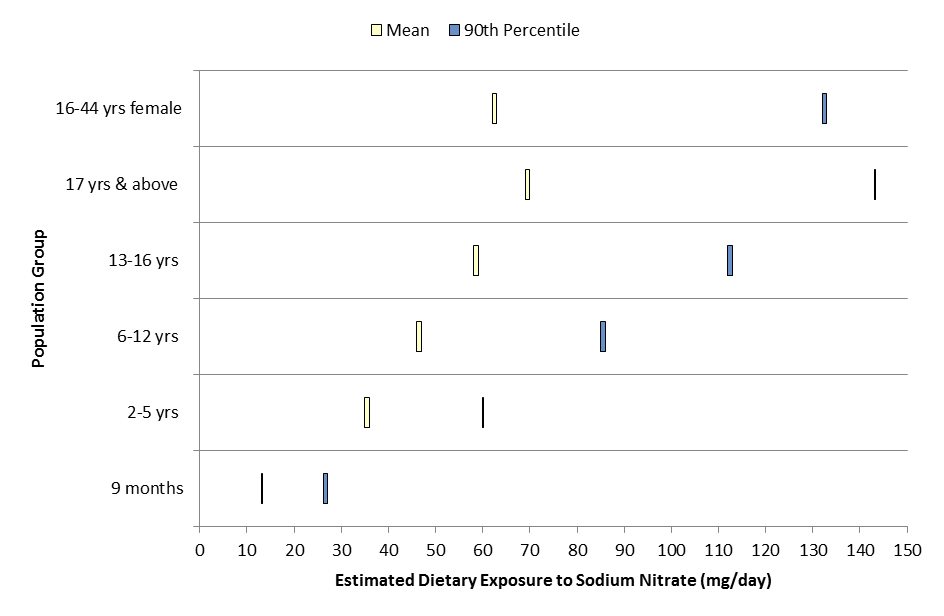 Mean 90th Percentile
16-44 yrs female
17 yrs & above
13-16 yrs
6-12 yrs
2-5 yrs
9 months
Population Group
0 10 20 30 40 50 60 70 80 90 100 110 120 130 140 150
Estimated Dietary Exposure to Sodium Nitrate (mg/day)